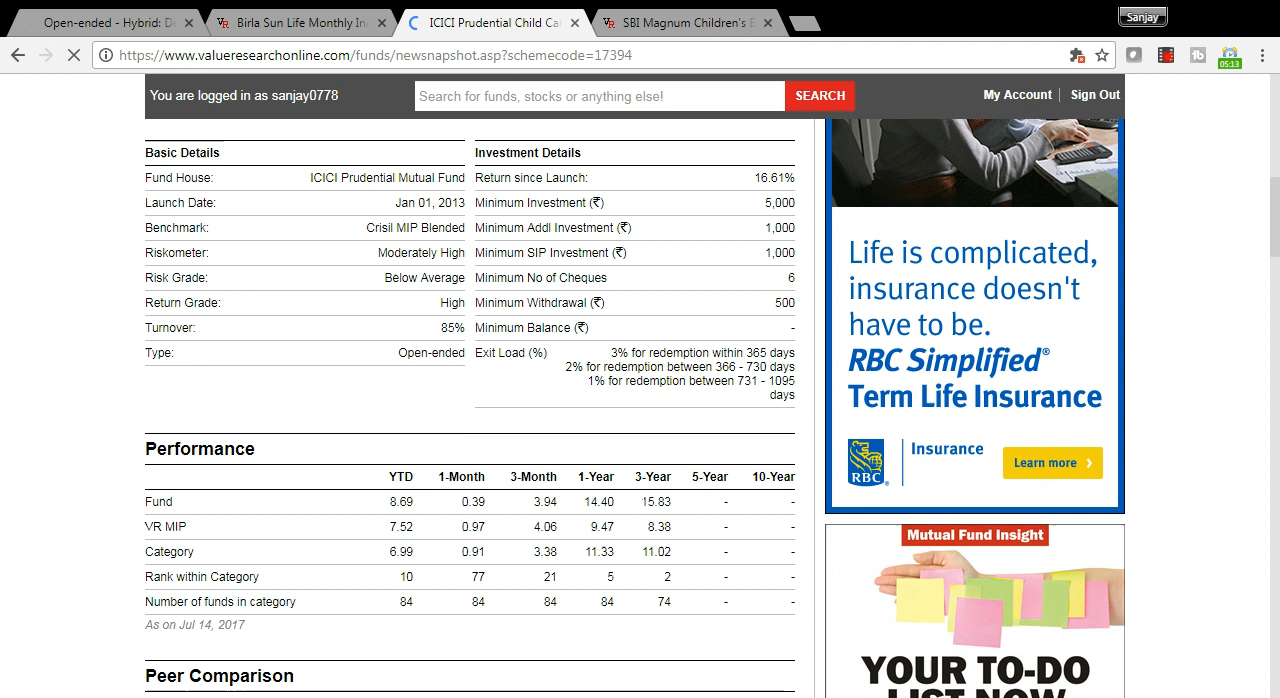 Open-ended - Hybrid: De
Birla Sun Life Monthly In
ICICI Prudential Child Car
SBI Magnum Children's B
Sanjay
https://www.valueresearchonline.com/funds/newsnapshot.asp?schemecode=17394
05:13
You are logged in as sanjay0778
Search for funds, stocks or anything else!
SEARCH
My Account
Sign Out
Basic Details
Fund House: ICICI Prudential Mutual Fund
Launch Date: Jan 01, 2013
Benchmark: Crisil MIP Blended
Riskometer: Moderately High
Risk Grade: Below Average
Return Grade: High
Turnover: 85%
Type: Open-ended
Investment Details
Return since Launch: 16.61%
Minimum Investment (₹) 5,000
Minimum Addl Investment (₹) 1,000
Minimum SIP Investment (₹) 1,000
Minimum No of Cheques 6
Minimum Withdrawal (₹) 500
Minimum Balance (₹) -
Exit Load (%) 3% for redemption within 365 days
2% for redemption between 366 - 730 days
1% for redemption between 731 - 1095
days
Performance
YTD 1-Month 3-Month 1-Year 3-Year 5-Year 10-Year
Fund 8.69 0.39 3.94 14.40 15.83 - -
VR MIP 7.52 0.97 4.06 9.47 8.38 - -
Category 6.99 0.91 3.38 11.33 11.02 - -
Rank within Category 10 77 21 5 2 - -
Number of funds in category 84 84 84 84 74 - -
As on Jul 14, 2017
Peer Comparison
Life is complicated,
insurance doesn't
have to be.
RBC Simplified®
Term Life Insurance
RBC ®
Insurance
Learn more
Mutual Fund Insight
YOUR TO-DO
LIST NOW